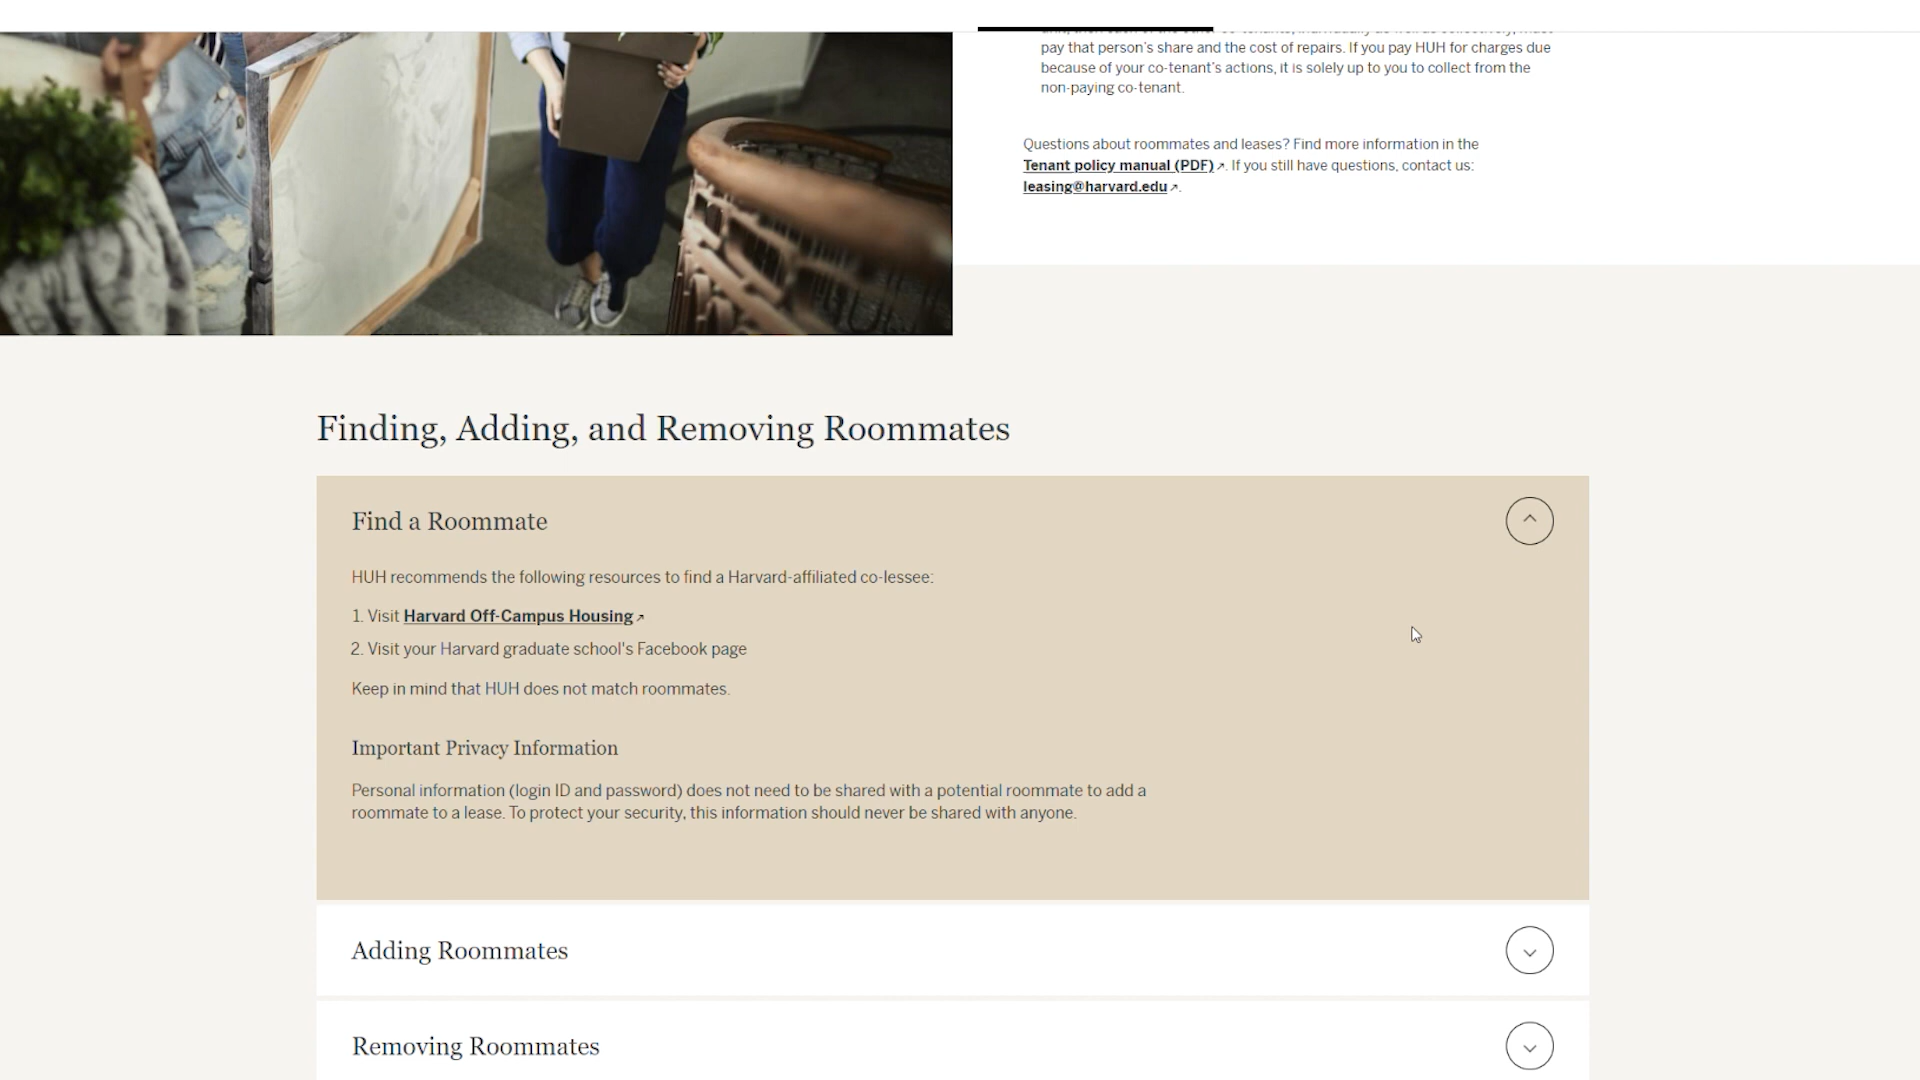 pay that person's share and the cost of repairs. If you pay HUH for charges due
because of your co-tenant's actions, it is solely up to you to collect from the
non-paying co-tenant.
Questions about roommates and leases? Find more information in the
Tenant policy manual (PDF) ↗. If you still have questions, contact us:
leasing@harvard.edu ↗.
Finding, Adding, and Removing Roommates
Find a Roommate
HUH recommends the following resources to find a Harvard-affiliated co-lessee:
1. Visit Harvard Off-Campus Housing ↗
2. Visit your Harvard graduate school's Facebook page
Keep in mind that HUH does not match roommates.
Important Privacy Information
Personal information (login ID and password) does not need to be shared with a potential roommate to add a
roommate to a lease. To protect your security, this information should never be shared with anyone.
Adding Roommates
Removing Roommates